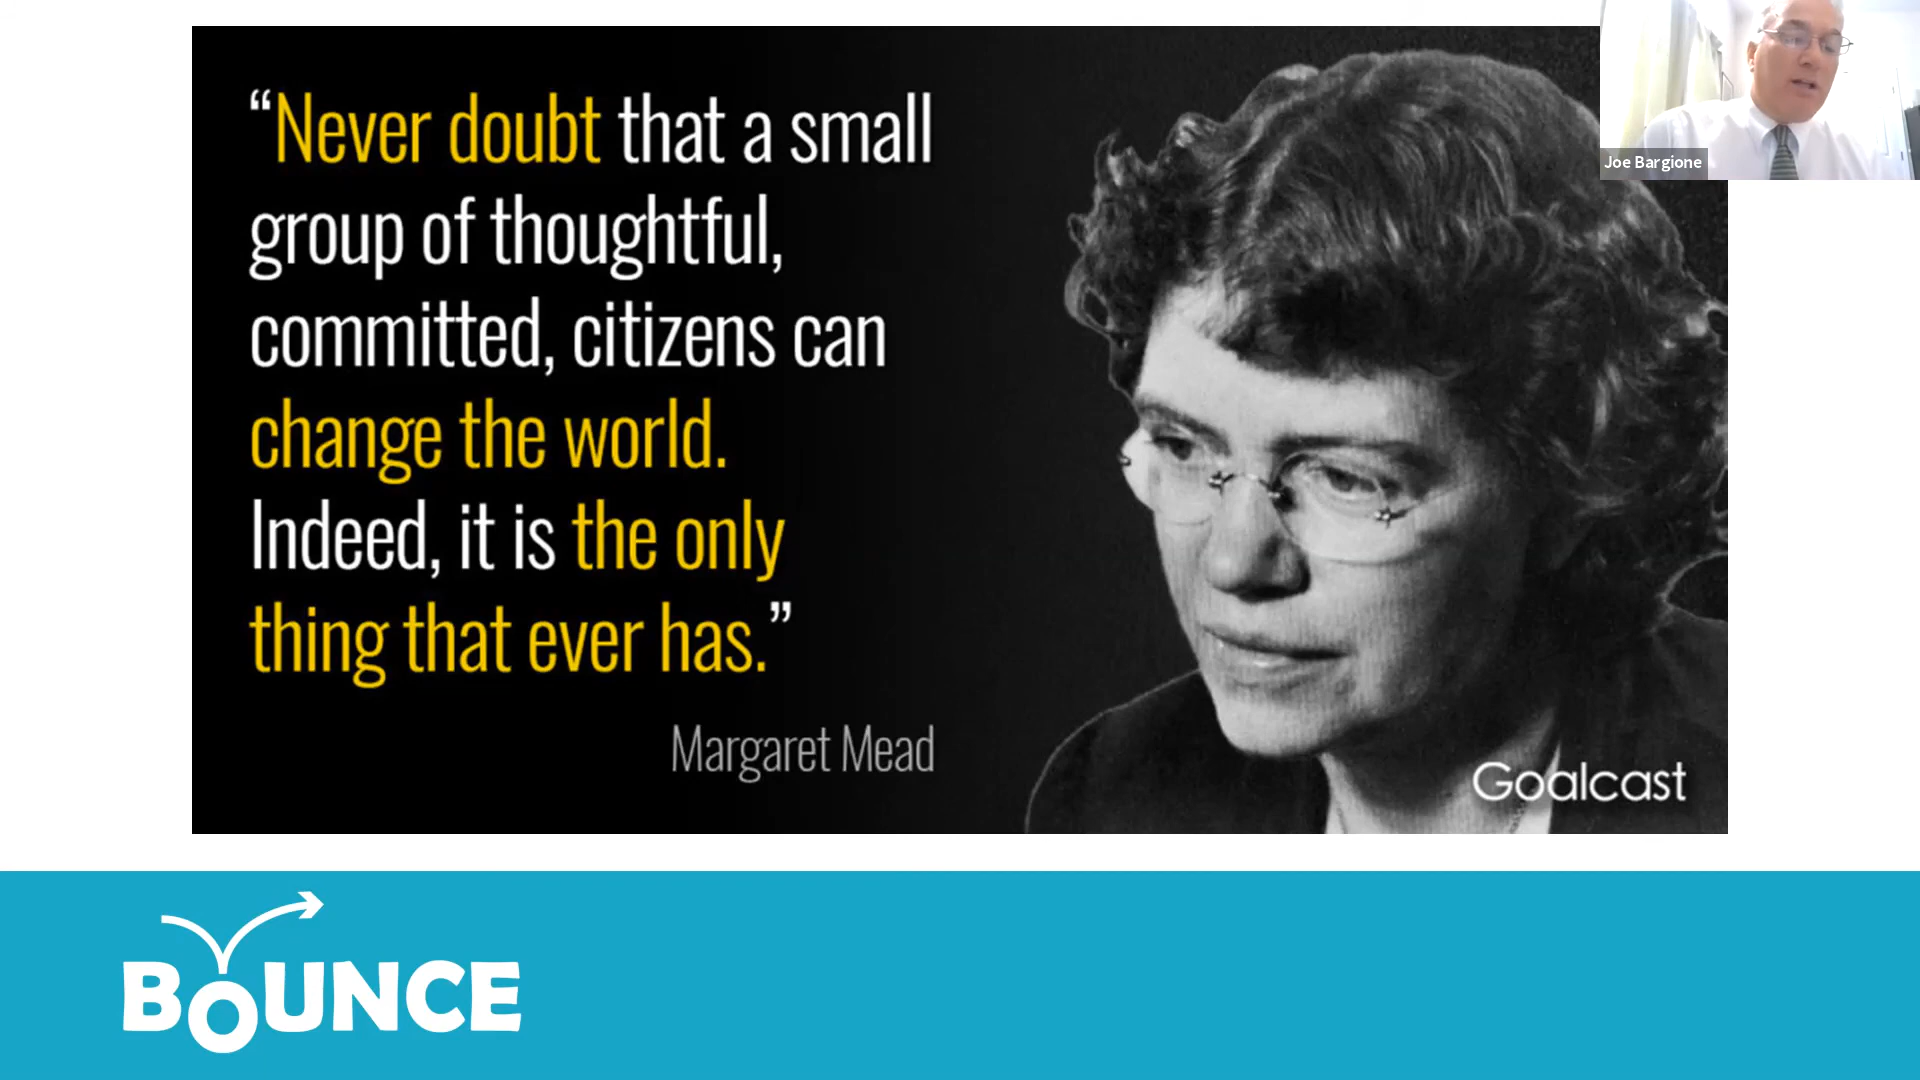 “Never doubt that a small
group of thoughtful,
committed, citizens can
change the world.
Indeed, it is the only
thing that ever has.”
Margaret Mead
Goalcast
Joe Bargione
BOUNCE